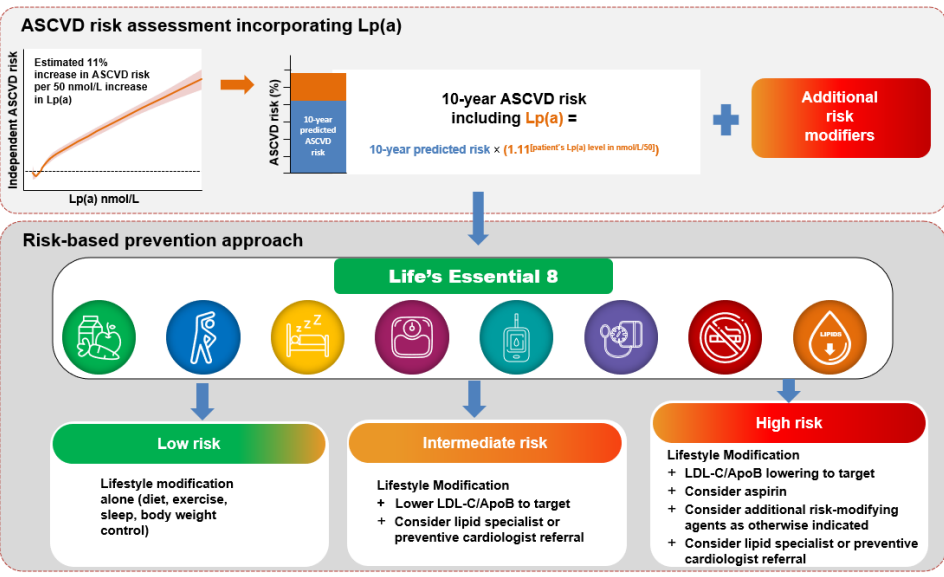 ASCVD risk assessment incorporating Lp(a)
Independent ASCVD risk
Estimated 11%
increase in ASCVD risk
per 50 nmol/L increase
in Lp(a)
Lp(a) nmol/L
ASCVD risk (%)
10-year
predicted
ASCVD
risk
10-year ASCVD risk
including Lp(a) =
10-year predicted risk × (1.11[patient's Lp(a) level in nmol/L/50])
Additional
risk
modifiers
Risk-based prevention approach
Life's Essential 8
z z Z
LIPIDS
Low risk
Lifestyle modification
alone (diet, exercise,
sleep, body weight
control)
Intermediate risk
Lifestyle Modification
+ Lower LDL-C/ApoB to target
+ Consider lipid specialist or
preventive cardiologist referral
High risk
Lifestyle Modification
+ LDL-C/ApoB lowering to target
+ Consider aspirin
+ Consider additional risk-modifying
agents as otherwise indicated
+ Consider lipid specialist or preventive
cardiologist referral